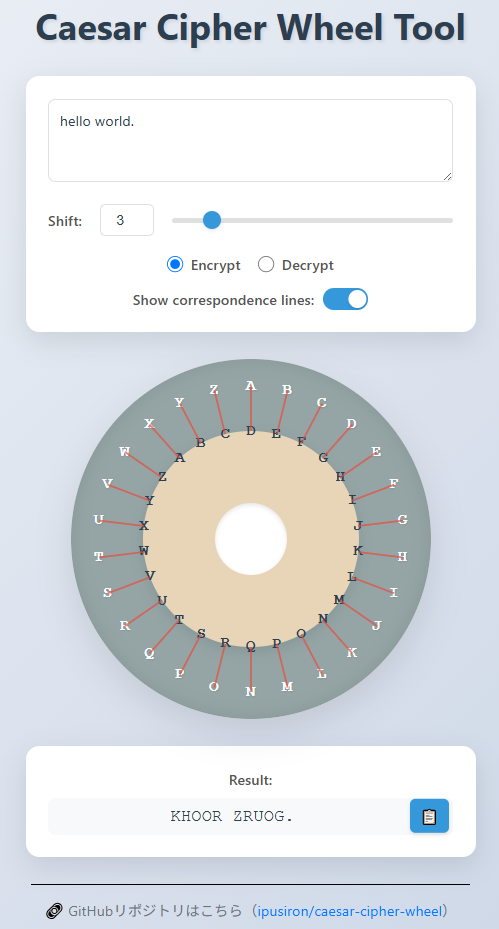 Caesar Cipher Wheel Tool
hello world.
Shift: 3
Encrypt Decrypt
Show correspondence lines:
A B C D E F G H I J K L M N O P Q R S T U V W X Y Z
D E F G H I J K L M N O P Q R S T U V W X Y Z A B C
Result:
KHOOR ZRUOG.
GitHubリポジトリはこちら（ipusiron/caesar-cipher-wheel）